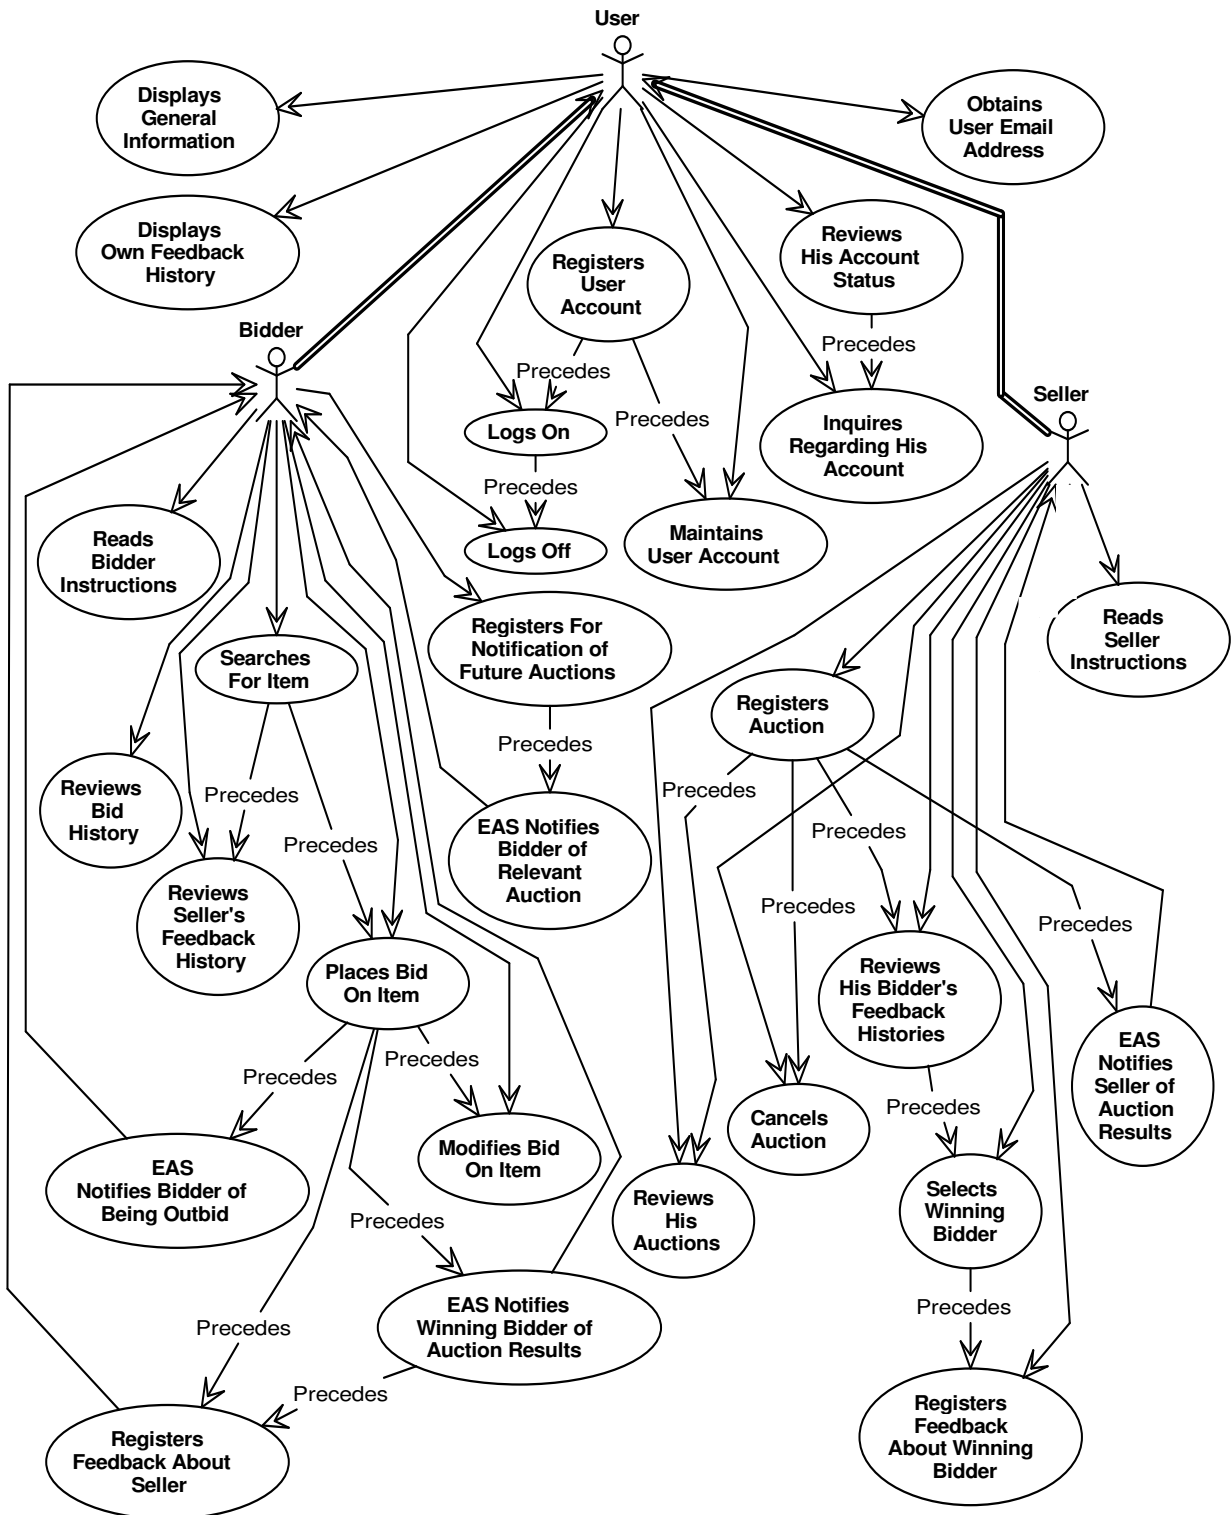 User
Displays
General
Information
Obtains
User Email
Address
Displays
Own Feedback
History
Registers
User
Account
Reviews
His Account
Status
Bidder
Precedes
Precedes
Seller
Precedes
Logs On
Inquires
Regarding His
Account
Precedes
Logs Off
Maintains
User Account
Reads
Bidder
Instructions
Searches
For Item
Registers For
Notification of
Future Auctions
Reads
Seller
Instructions
Registers
Auction
Precedes
Reviews
Bid
History
Precedes
Precedes
Precedes
Precedes
EAS Notifies
Bidder of
Relevant
Auction
Reviews
Seller's
Feedback
History
Precedes
Precedes
Places Bid
On Item
Reviews
His Bidder's
Feedback
Histories
EAS
Notifies
Seller of
Auction
Results
Precedes
Precedes
Precedes
Cancels
Auction
Modifies Bid
On Item
EAS
Notifies Bidder of
Being Outbid
Reviews
His
Auctions
Selects
Winning
Bidder
Precedes
Precedes
EAS Notifies
Winning Bidder of
Auction Results
Precedes
Precedes
Registers
Feedback About
Seller
Registers
Feedback
About Winning
Bidder